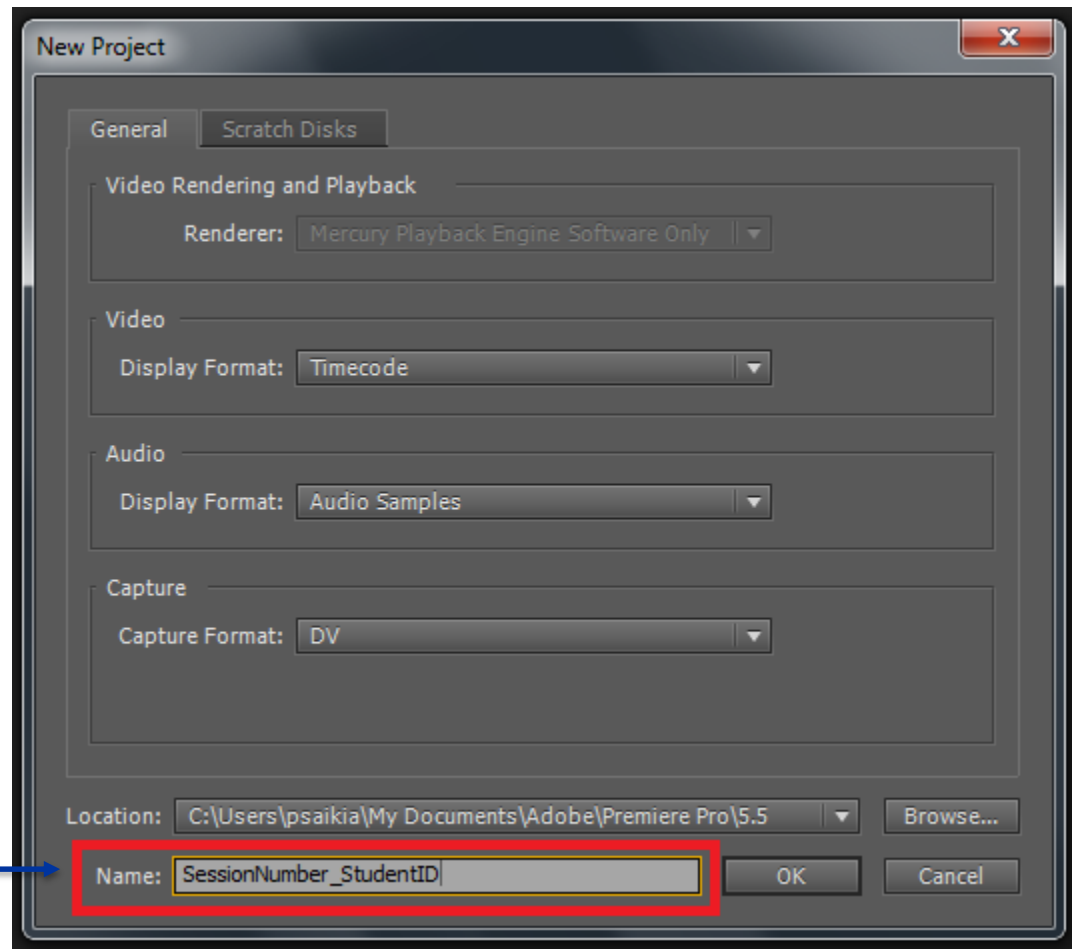 New Project
General Scratch Disks
Video Rendering and Playback
Renderer: Mercury Playback Engine Software Only
Video
Display Format: Timecode
Audio
Display Format: Audio Samples
Capture
Capture Format: DV
Location: C:\Users\psaikia\My Documents\Adobe\Premiere Pro\5.5 Browse...
Name: SessionNumber_StudentID OK Cancel